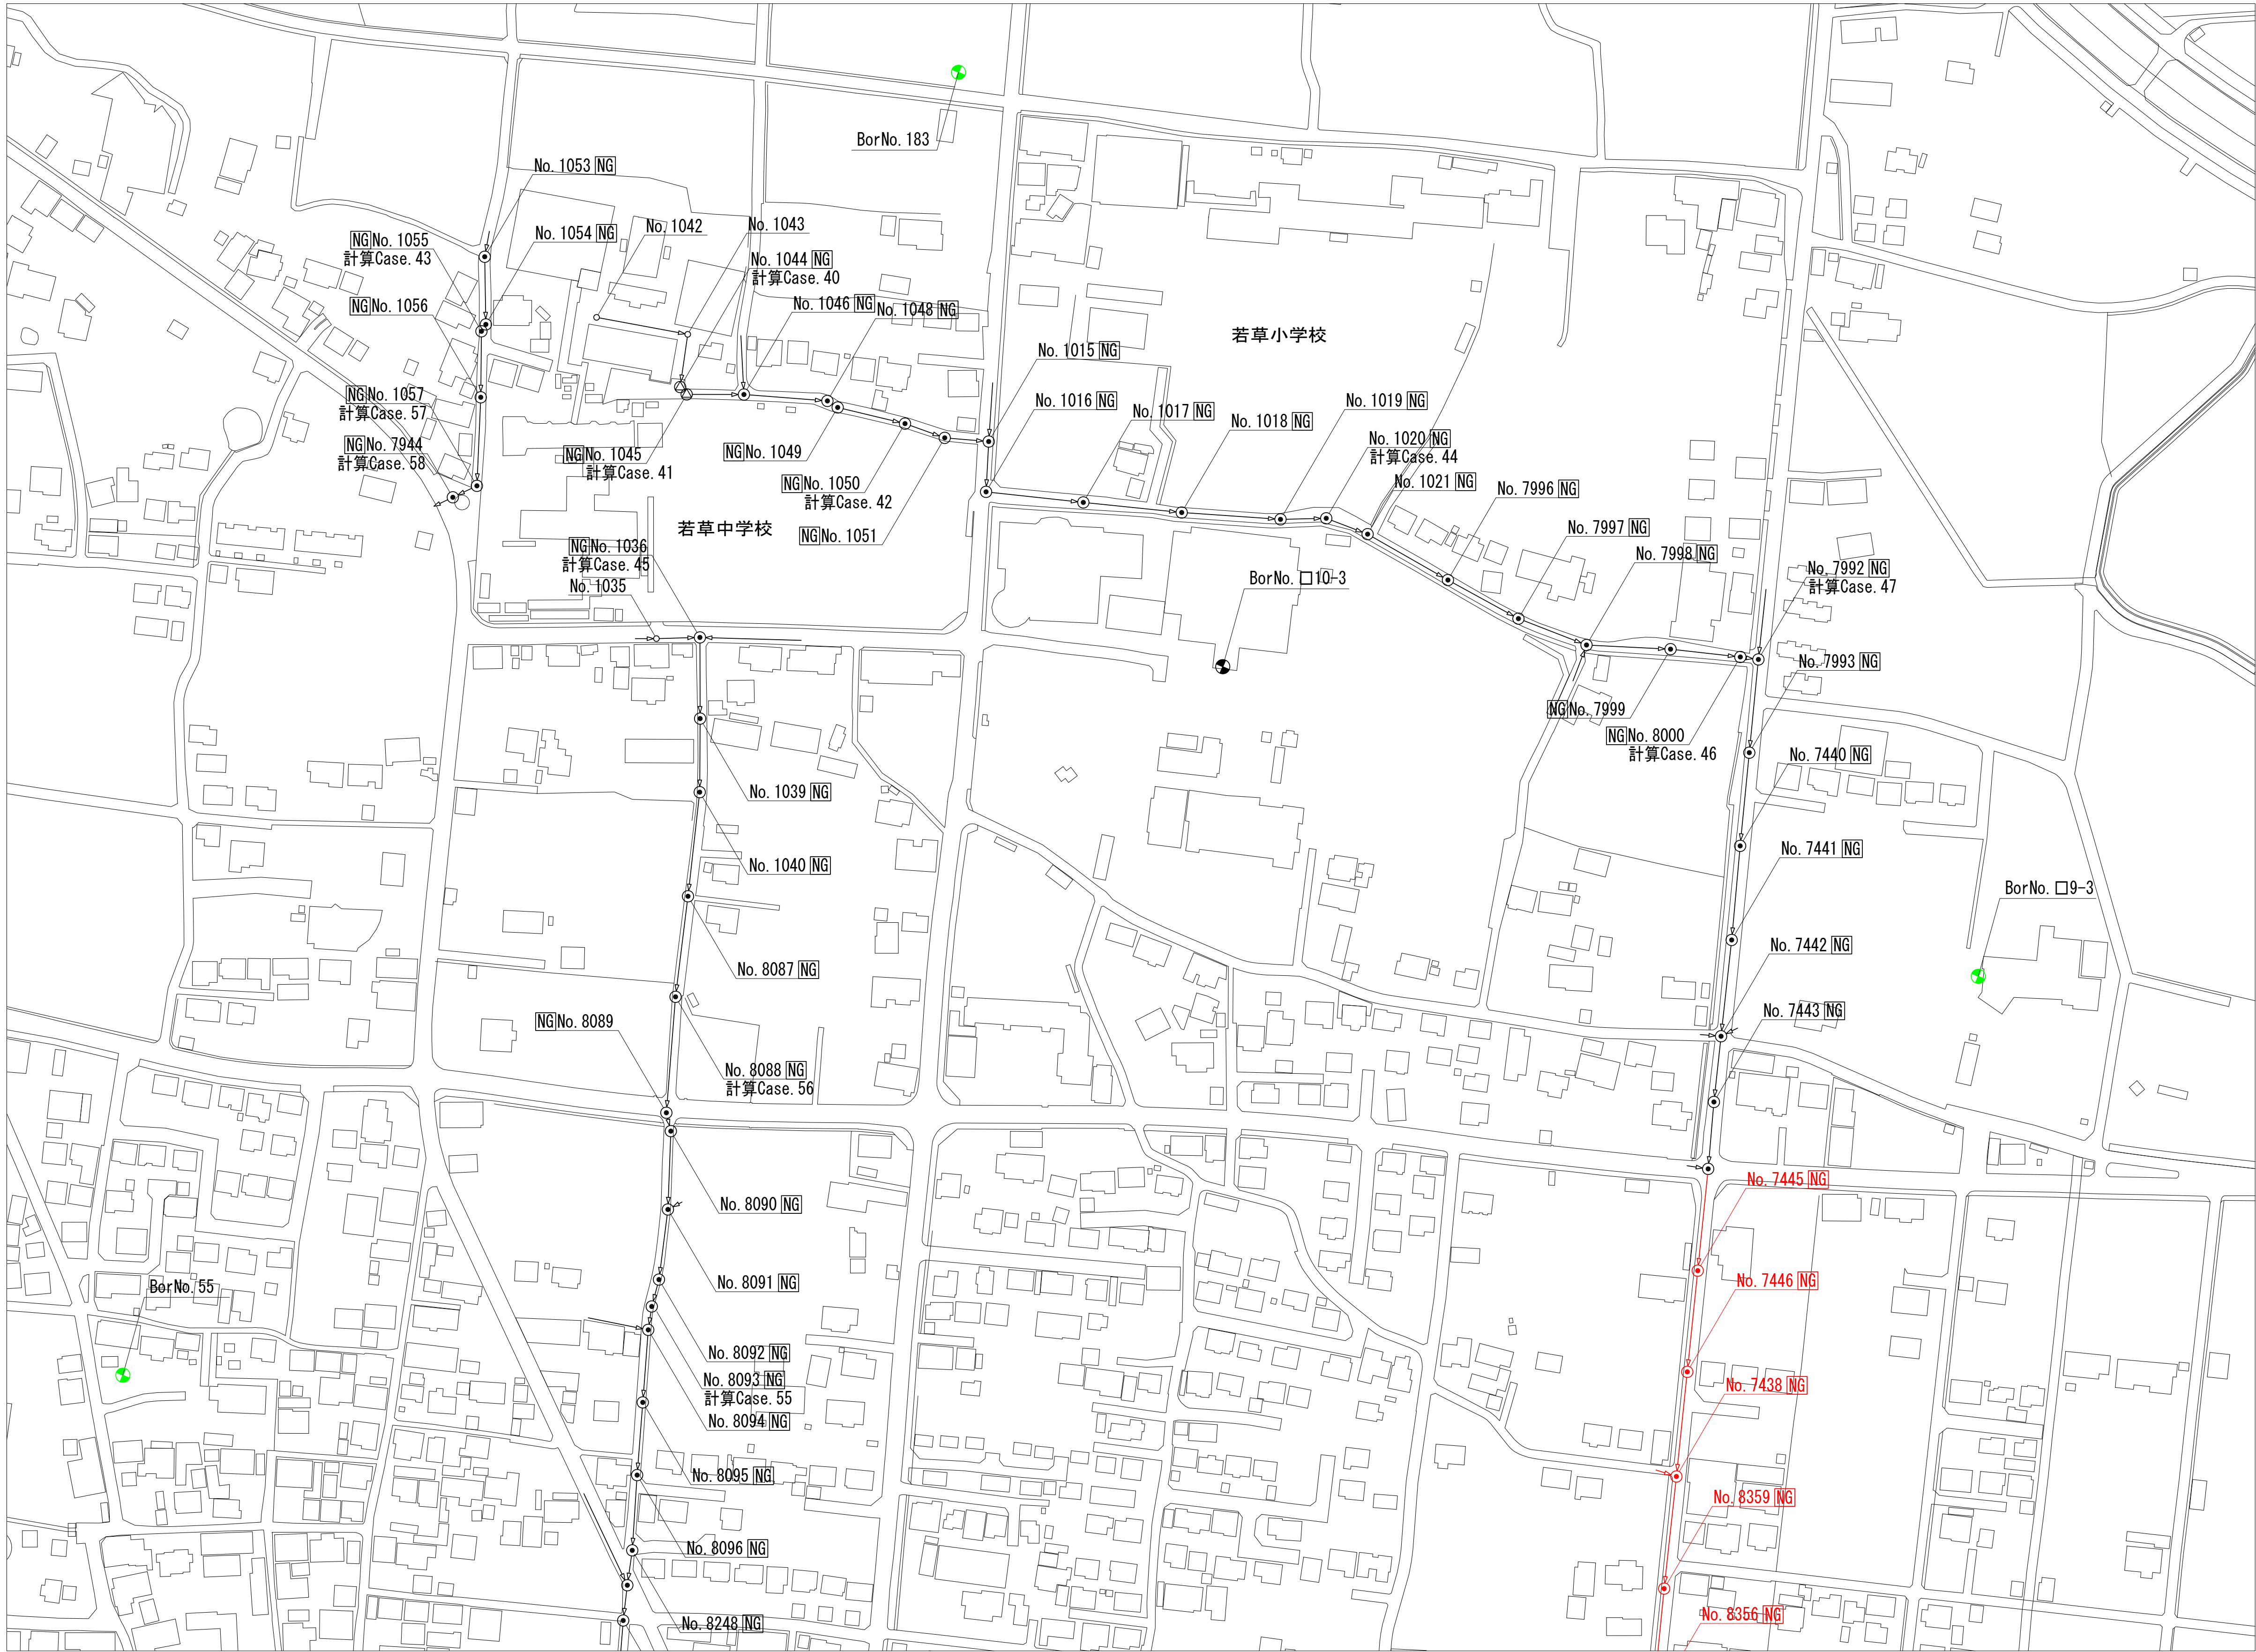 BorNo.183
No.1053 NG
NG No.1055
計算Case.43
No.1054 NG
No.1042
No.1043
No.1044 NG
計算Case.40
NG No.1056
No.1046 NG
No.1048 NG
若草小学校
No.1015 NG
NG No.1057
計算Case.57
No.1016 NG
No.1017 NG
No.1018 NG
No.1019 NG
NG No.7944
計算Case.58
NG No.1045
計算Case.41
NG No.1049
No.1020 NG
計算Case.44
NG No.1050
計算Case.42
No.1021 NG
No.7996 NG
若草中学校
NG No.1051
No.7997 NG
NG No.1036
計算Case.45
No.1035
No.7998 NG
BorNo.□10-3
No.7992 NG
計算Case.47
No.7993 NG
NG No.7999
NG No.8000
計算Case.46
No.7440 NG
No.1039 NG
No.7441 NG
No.1040 NG
BorNo.□9-3
No.7442 NG
No.8087 NG
No.7443 NG
NG No.8089
No.8088 NG
計算Case.56
No.7445 NG
No.8090 NG
No.7446 NG
No.8091 NG
BorNo.55
No.8092 NG
No.8093 NG
計算Case.55
No.7438 NG
No.8094 NG
No.8095 NG
No.8359 NG
No.8096 NG
No.8356 NG
No.8248 NG